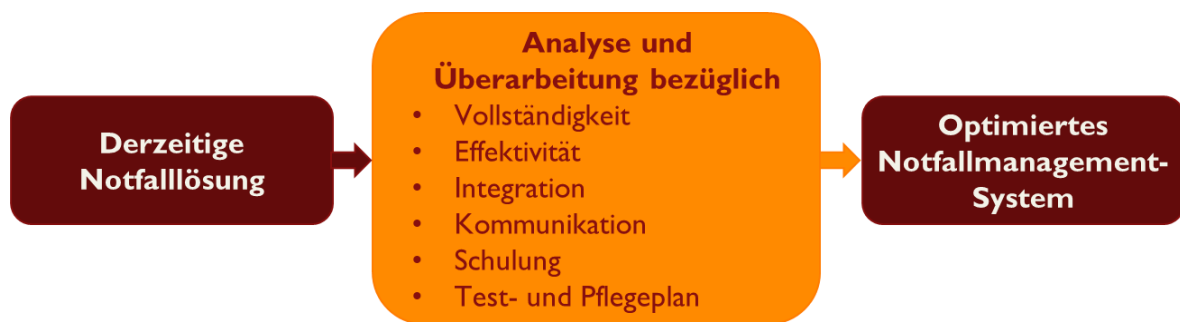 Derzeitige
Notfalllösung
Analyse und
Überarbeitung bezüglich
• Vollständigkeit
• Effektivität
• Integration
• Kommunikation
• Schulung
• Test- und Pflegeplan
Optimiertes
Notfallmanagement-
System